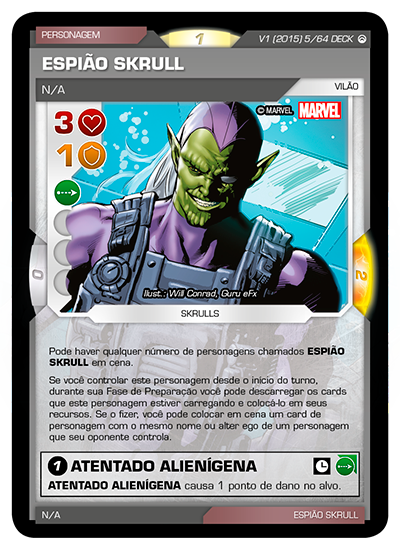 PERSONAGEM
1
V1 (2015) 5/64 DECK
ESPIÃO SKRULL
N/A
VILÃO
3
© MARVEL
MARVEL
1
0
2
Ilust.: Will Conrad, Guru eFx
SKRULLS
Pode haver qualquer número de personagens chamados ESPIÃO
SKRULL em cena.
Se você controlar este personagem desde o início do turno,
durante sua Fase de Preparação você pode descarregar os cards
que este personagem estiver carregando e colocá-lo em seus
recursos. Se o fizer, você pode colocar em cena um card de
personagem com o mesmo nome ou alter ego de um personagem
que seu oponente controla.
1 ATENTADO ALIENÍGENA
ATENTADO ALIENÍGENA causa 1 ponto de dano no alvo.
N/A
ESPIÃO SKRULL